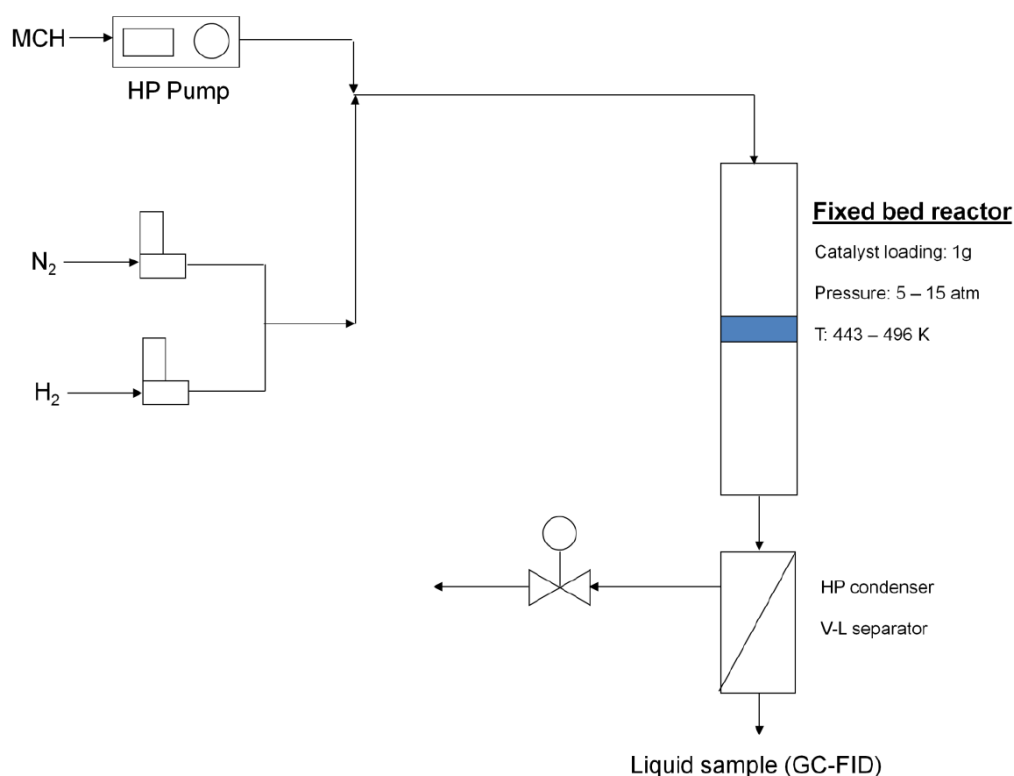 MCH
HP Pump
N₂
H₂
Fixed bed reactor
Catalyst loading: 1g
Pressure: 5 – 15 atm
T: 443 – 496 K
HP condenser
V-L separator
Liquid sample (GC-FID)